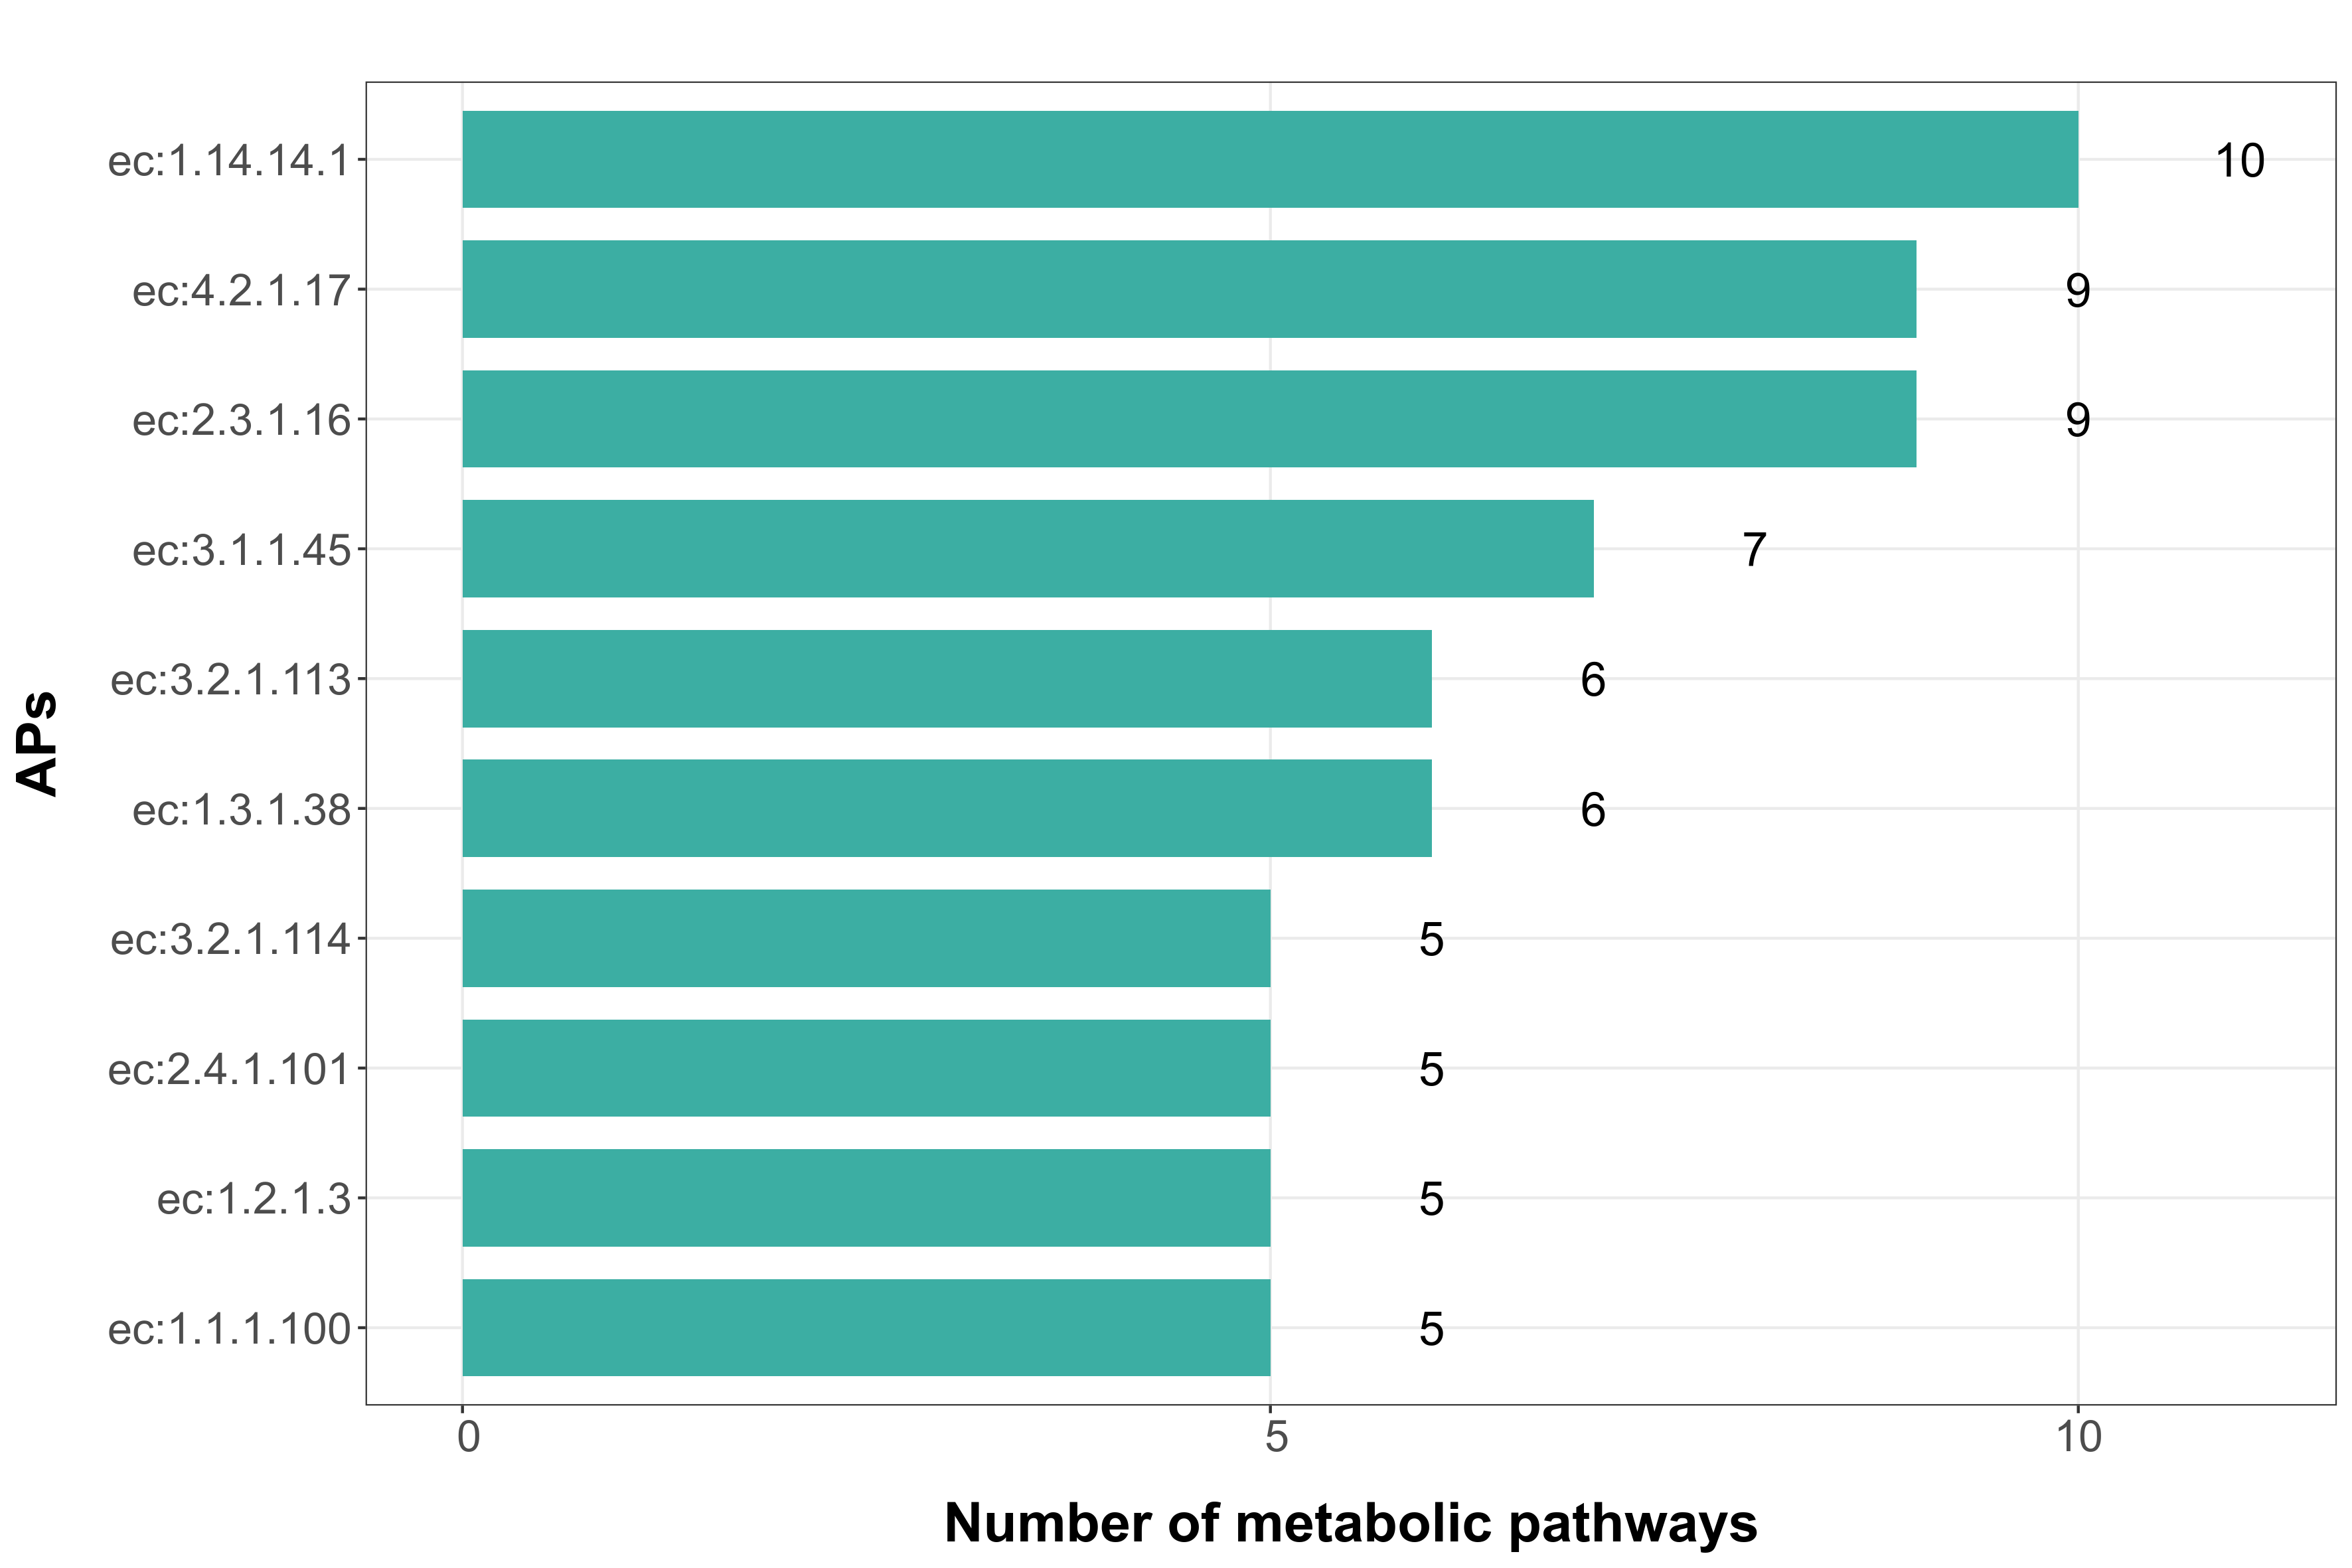 ec:1.14.14.1 10
ec:4.2.1.17 9
ec:2.3.1.16 9
ec:3.1.1.45 7
ec:3.2.1.113 6
ec:1.3.1.38 6
ec:3.2.1.114 5
ec:2.4.1.101 5
ec:1.2.1.3 5
ec:1.1.1.100 5
APs
0 5 10
Number of metabolic pathways